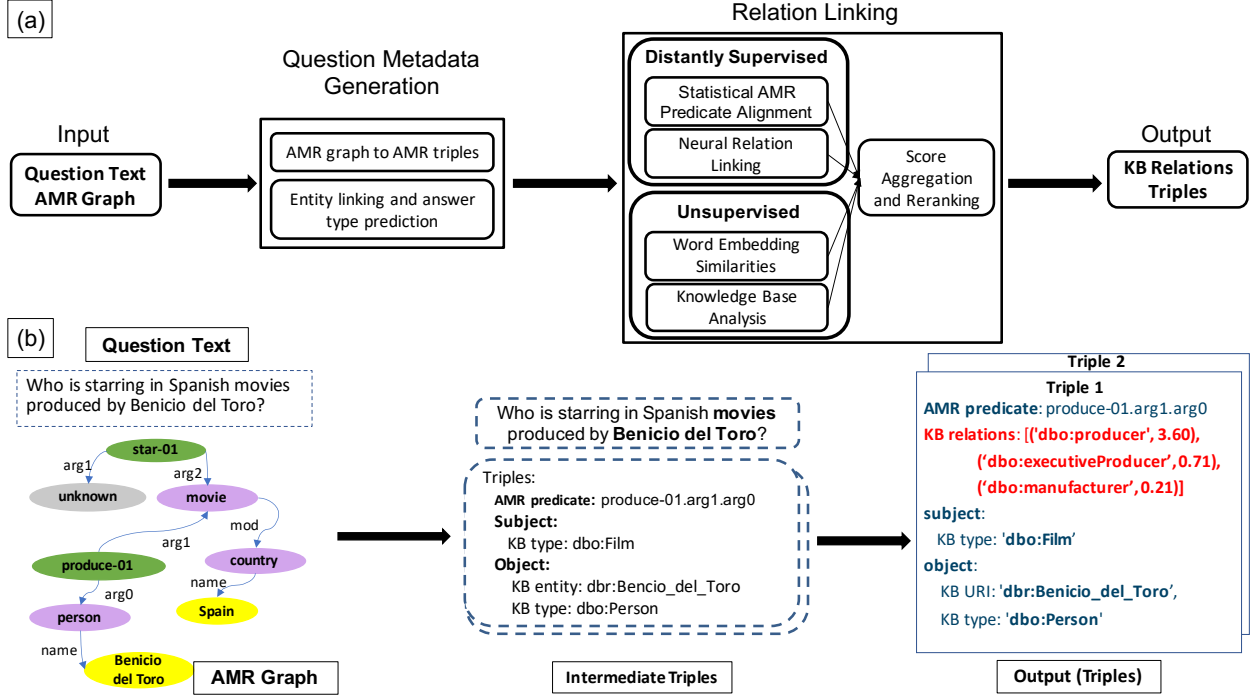 (a)
Relation Linking
Question Metadata
Generation
Input
Output
Question Text
AMR Graph
AMR graph to AMR triples
Entity linking and answer
type prediction
Distantly Supervised
Statistical AMR
Predicate Alignment
Neural Relation
Linking
Unsupervised
Word Embedding
Similarities
Knowledge Base
Analysis
Score
Aggregation
and Reranking
KB Relations
Triples
(b)
Question Text
Who is starring in Spanish movies
produced by Benicio del Toro?
star-01
arg1
arg2
unknown
movie
mod
arg1
produce-01
country
arg0
name
person
Spain
name
Benicio
del Toro
AMR Graph
Who is starring in Spanish movies
produced by Benicio del Toro?
Triples:
AMR predicate: produce-01.arg1.arg0
Subject:
KB type: dbo:Film
Object:
KB entity: dbr:Bencio_del_Toro
KB type: dbo:Person
Intermediate Triples
Triple 2
Triple 1
AMR predicate: produce-01.arg1.arg0
KB relations: [('dbo:producer', 3.60),
('dbo:executiveProducer', 0.71),
('dbo:manufacturer', 0.21)]
subject:
KB type: 'dbo:Film'
object:
KB URI: 'dbr:Benicio_del_Toro',
KB type: 'dbo:Person'
Output (Triples)